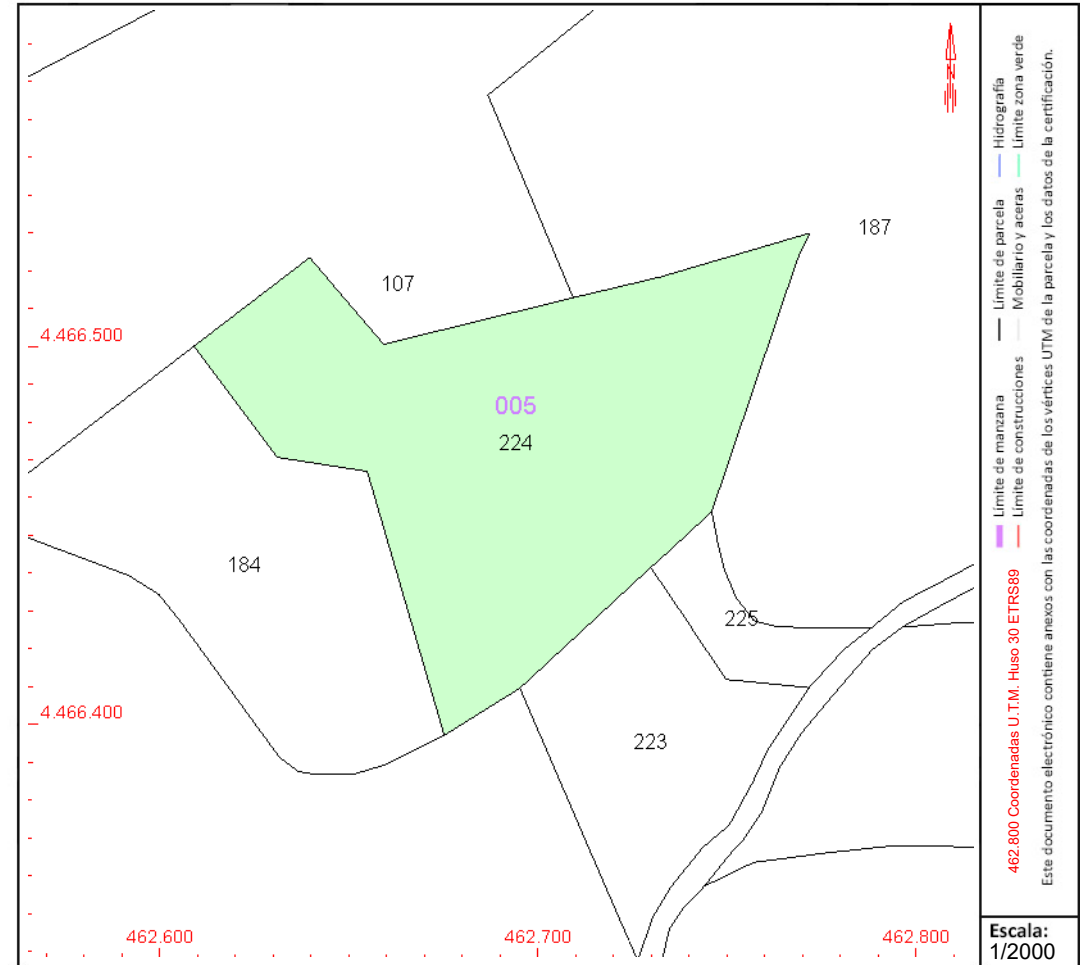 187
107
4.466.500
005
224
184
225
4.466.400
223
462.600
462.700
462.800
N
Límite de manzana
Límite de parcela
Hidrografía
Límite de construcciones
Mobiliario y aceras
Límite zona verde
462.800 Coordenadas U.T.M. Huso 30 ETRS89
Este documento electrónico contiene anexos con las coordenadas de los vértices UTM de la parcela y los datos de la certificación.
Escala:
1/2000